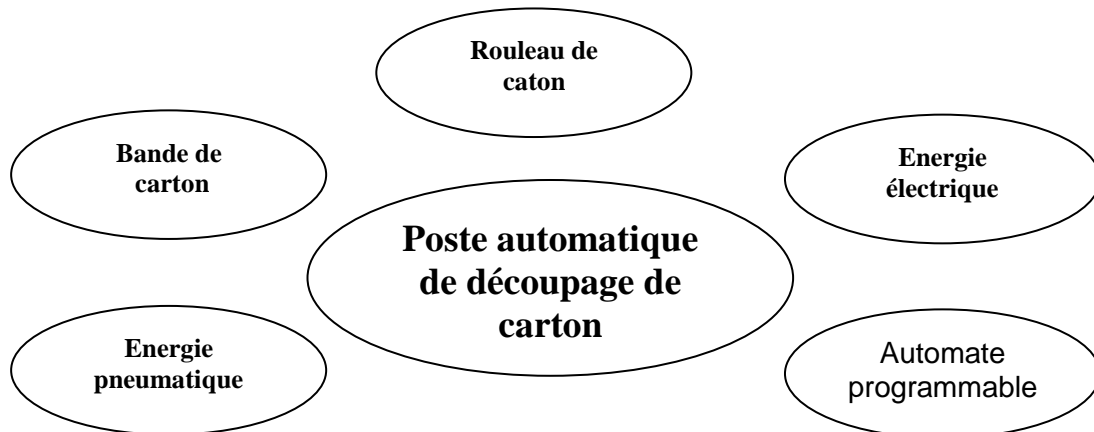 Rouleau de
caton
Bande de
carton
Energie
électrique
Poste automatique
de découpage de
carton
Energie
pneumatique
Automate
programmable